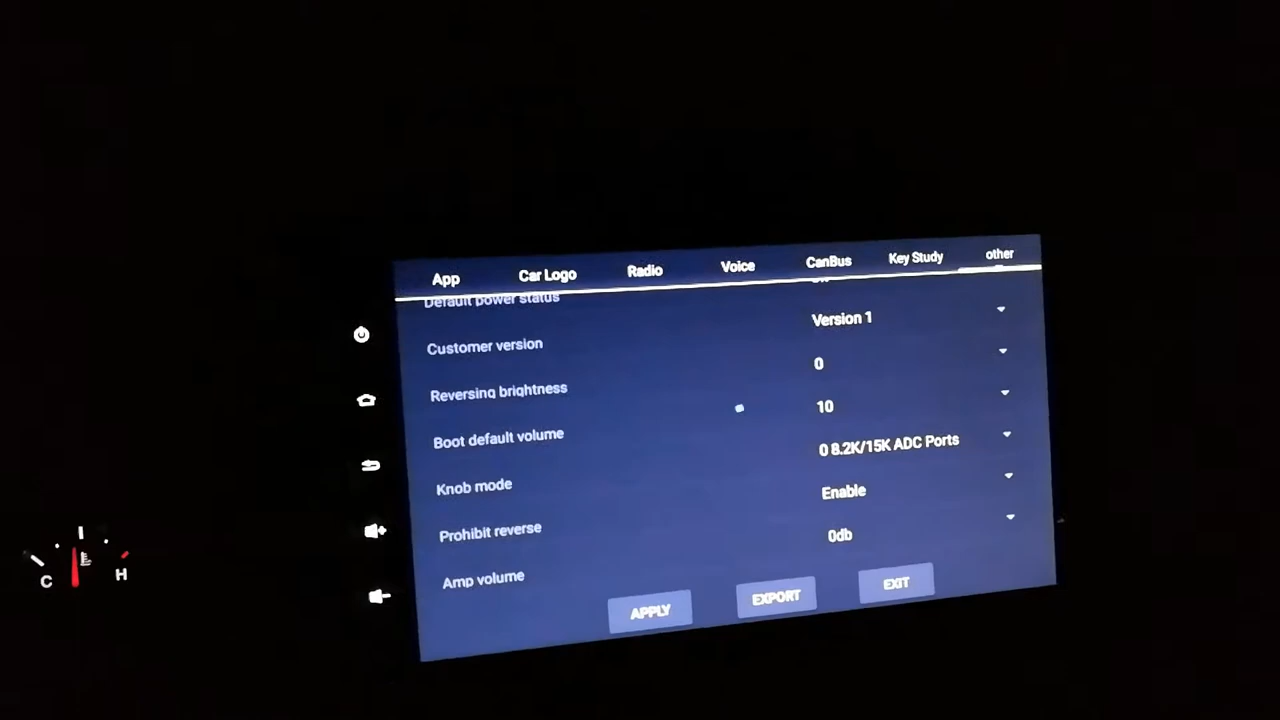 App Car Logo Radio Voice CanBus Key Study other
Default power status
Customer version Version 1
Reversing brightness 0
Boot default volume 10
Knob mode 0 8.2K/15K ADC Ports
Prohibit reverse Enable
Amp volume 0db
APPLY EXPORT EXIT
C H